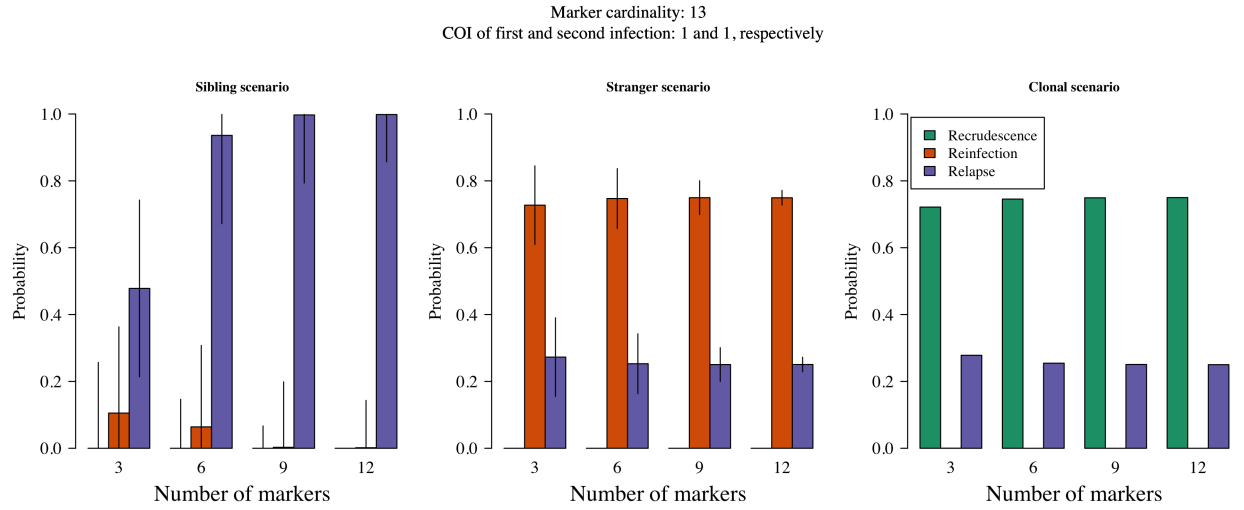 Marker cardinality: 13
COI of first and second infection: 1 and 1, respectively
Sibling scenario
Probability
1.0
0.8
0.6
0.4
0.2
0.0
3 6 9 12
Number of markers
Stranger scenario
Probability
1.0
0.8
0.6
0.4
0.2
0.0
3 6 9 12
Number of markers
Clonal scenario
Recrudescence
Reinfection
Relapse
Probability
1.0
0.8
0.6
0.4
0.2
0.0
3 6 9 12
Number of markers